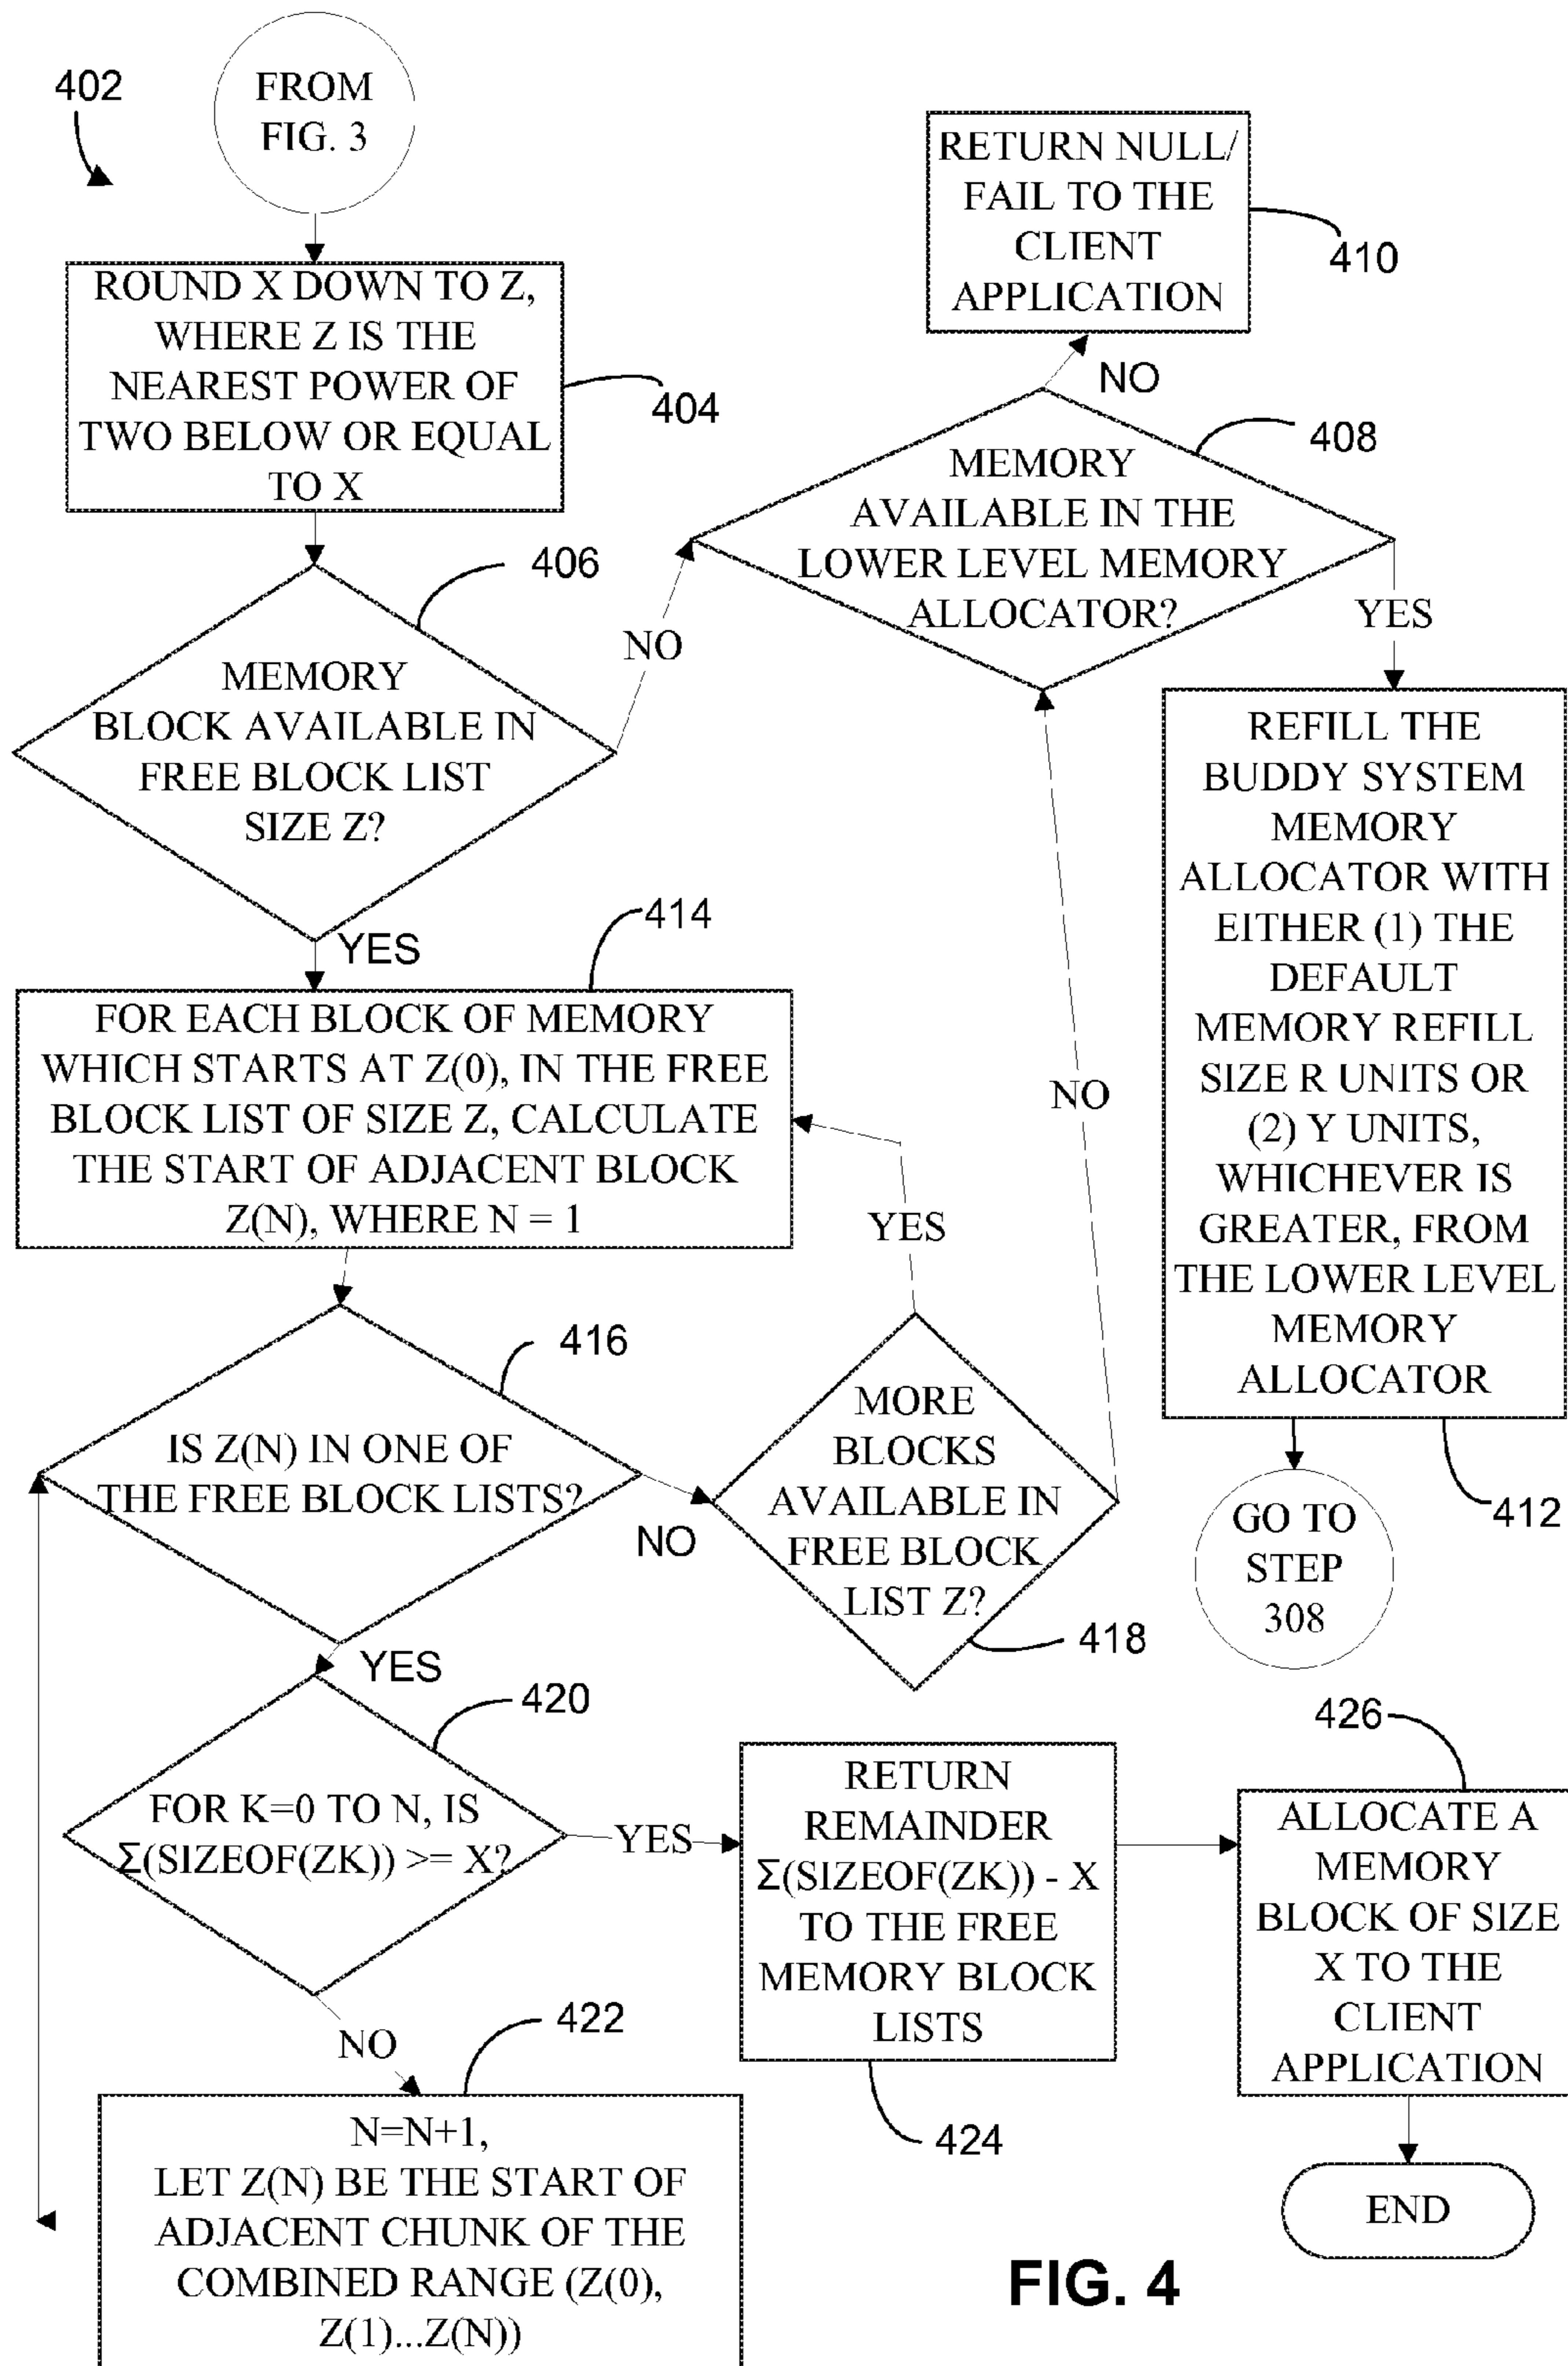 402
FROM
FIG. 3
ROUND X DOWN TO Z,
WHERE Z IS THE
NEAREST POWER OF
TWO BELOW OR EQUAL
TO X
404
406
MEMORY
BLOCK AVAILABLE IN
FREE BLOCK LIST
SIZE Z?
NO
YES
RETURN NULL/
FAIL TO THE
CLIENT
APPLICATION
410
NO
408
MEMORY
AVAILABLE IN THE
LOWER LEVEL MEMORY
ALLOCATOR?
YES
REFILL THE
BUDDY SYSTEM
MEMORY
ALLOCATOR WITH
EITHER (1) THE
DEFAULT
MEMORY REFILL
SIZE R UNITS OR
(2) Y UNITS,
WHICHEVER IS
GREATER, FROM
THE LOWER LEVEL
MEMORY
ALLOCATOR
412
GO TO
STEP
308
414
FOR EACH BLOCK OF MEMORY
WHICH STARTS AT Z(0), IN THE FREE
BLOCK LIST OF SIZE Z, CALCULATE
THE START OF ADJACENT BLOCK
Z(N), WHERE N = 1
416
IS Z(N) IN ONE OF
THE FREE BLOCK LISTS?
NO
YES
YES
NO
MORE
BLOCKS
AVAILABLE IN
FREE BLOCK
LIST Z?
418
420
FOR K=0 TO N, IS
Σ(SIZEOF(ZK)) >= X?
YES
NO
422
N=N+1,
LET Z(N) BE THE START OF
ADJACENT CHUNK OF THE
COMBINED RANGE (Z(0),
Z(1)...Z(N))
RETURN
REMAINDER
Σ(SIZEOF(ZK)) - X
TO THE FREE
MEMORY BLOCK
LISTS
424
426
ALLOCATE A
MEMORY
BLOCK OF SIZE
X TO THE
CLIENT
APPLICATION
END
FIG. 4